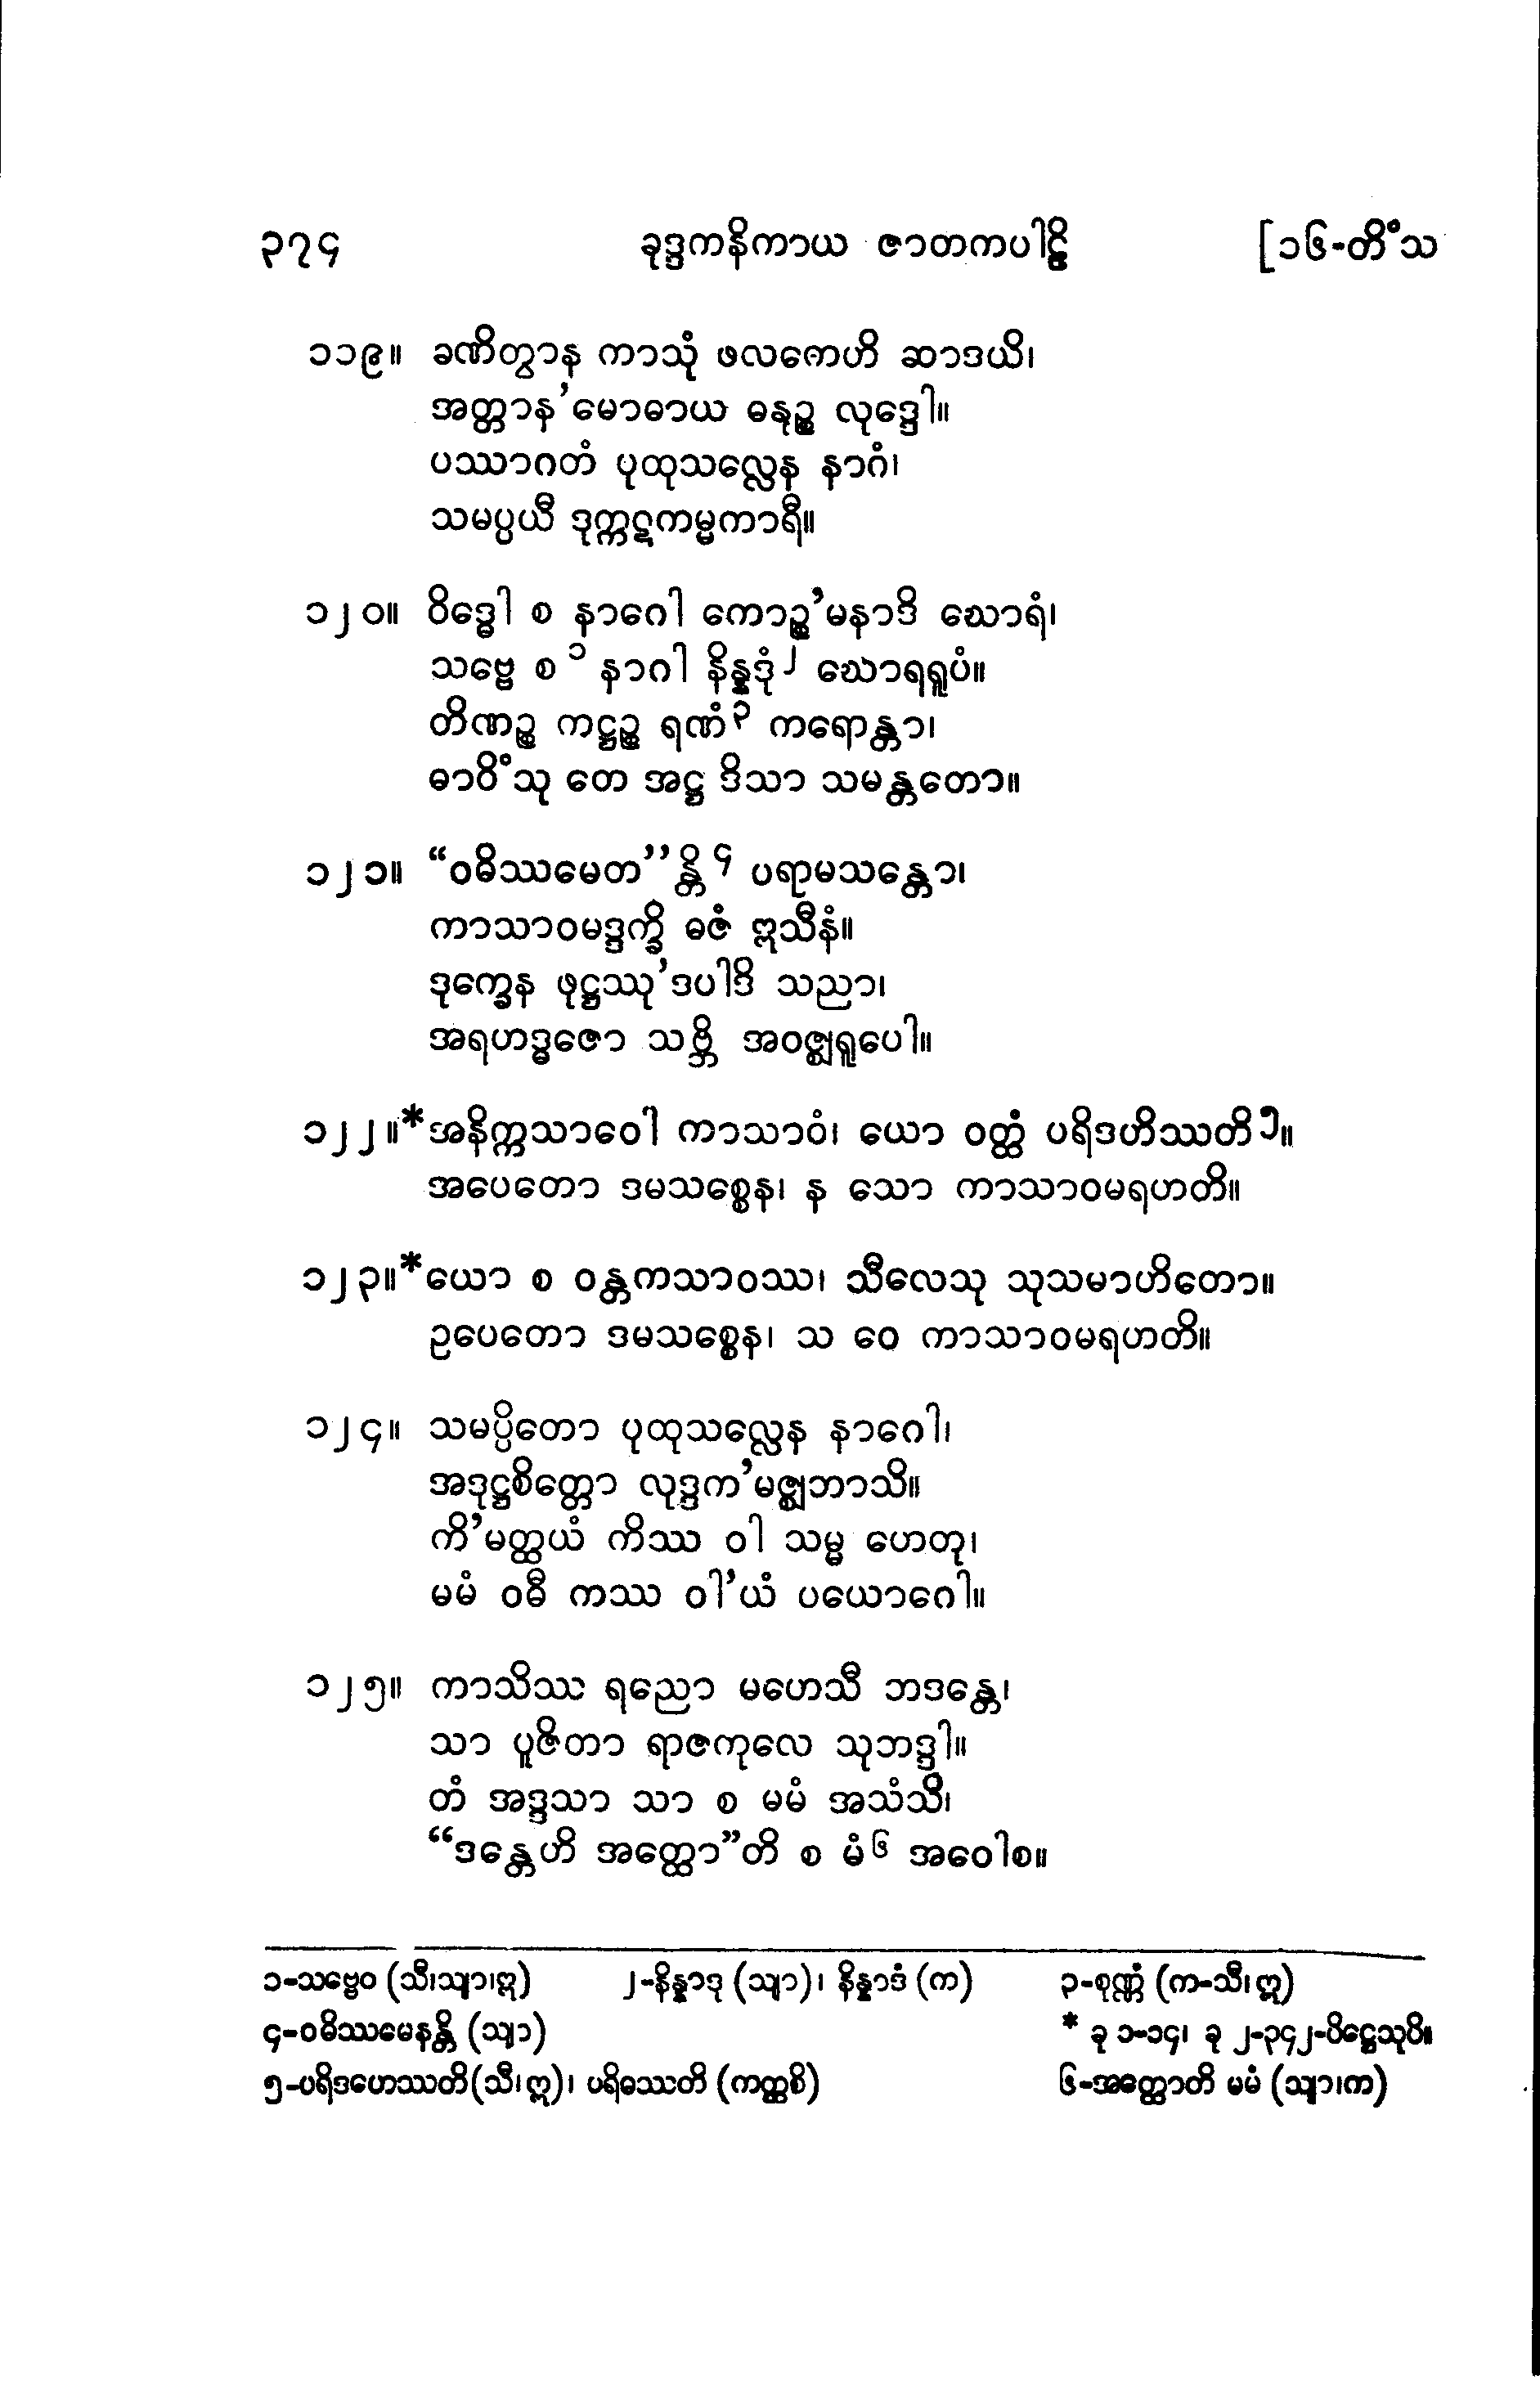 ၃၇၄ ခုဒ္ဒကနိကာယ ဇာတကပါဠိ [၁၆-တိံသ
၁၁၉။ ခဏိတွာန ကာသုံ ဖလကေဟိ ဆာဒယိ၊
အတ္တာန'မောဓာယ ဓနုဉ္စ လုဒ္ဒေါ။
ပဿာဂတံ ပုထုသလ္လေန နာဂံ၊
သမပ္ပယီ ဒုက္ကဋကမ္မကာရီ။
၁၂၀။ ဝိဒ္ဓေါ စ နာဂေါ ကောဉ္စ'မနာဒိ ဃောရံ၊
သဗ္ဗေ စ ၁ နာဂါ နိန္နဒုံ၂ ဃောရရူပံ။
တိဏဉ္စ ကဋ္ဌဉ္စ ရဏံ၃ ကရောန္တာ၊
ဓာဝိံသု တေ အဋ္ဌ ဒိသာ သမန္တတော။
၁၂၁။ “ဝဓိဿမေတ”န္တိ ၄ ပရာမသန္တော၊
ကာသာဝမဒ္ဒက္ခိ ဓဇံ ဣသီနံ။
ဒုက္ခေန ဖုဋ္ဌဿု'ဒပါဒိ သညာ၊
အရဟဒ္ဓဇော သဗ္ဘိ အဝဇ္ဈရူပေါ။
၁၂၂။*အနိက္ကသာဝေါ ကာသာဝံ၊ ယော ဝတ္ထံ ပရိဒဟိဿတိ၅။
အပေတော ဒမသစ္စေန၊ န သော ကာသာဝမရဟတိ။
၁၂၃။*ယော စ ဝန္တကသာဝဿ၊ သီလေသု သုသမာဟိတော။
ဥပေတော ဒမသစ္စေန၊ သ ဝေ ကာသာဝမရဟတိ။
၁၂၄။ သမပ္ပိတော ပုထုသလ္လေန နာဂေါ၊
အဒုဋ္ဌစိတ္တော လုဒ္ဒက'မဇ္ဈဘာသိ။
ကိ'မတ္ထယံ ကိဿ ဝါ သမ္မ ဟေတု၊
မမံ ဝဓီ ကဿ ဝါ'ယံ ပယောဂေါ။
၁၂၅။ ကာသိဿ ရညော မဟေသီ ဘဒန္တေ၊
သာ ပူဇိတာ ရာဇကုလေ သုဘဒ္ဒါ။
တံ အဒ္ဒသာ သာ စ မမံ အသံသိ၊
“ဒန္တေဟိ အတ္ထော”တိ စ မံ၆ အဝေါစ။
၁-သဗ္ဗေဝ (သီ၊သျာ၊ဣ) ၂-နိန္နာဒု (သျာ)၊ နိန္နာဒံ (က) ၃-စုဏ္ဏံ (က-သီ၊ဣ)
၄-ဝဓိဿမေနန္တိ (သျာ) * ခု ၁-၁၄၊ ခု ၂-၃၄၂-ပိဋ္ဌေသုပိ။
၅-ပရိဒဟေဿတိ(သီ၊ဣ)၊ ပရိဓဿတိ (ကတ္ထစိ) ၆-အတ္ထောတိ မမံ (သျာ၊က)